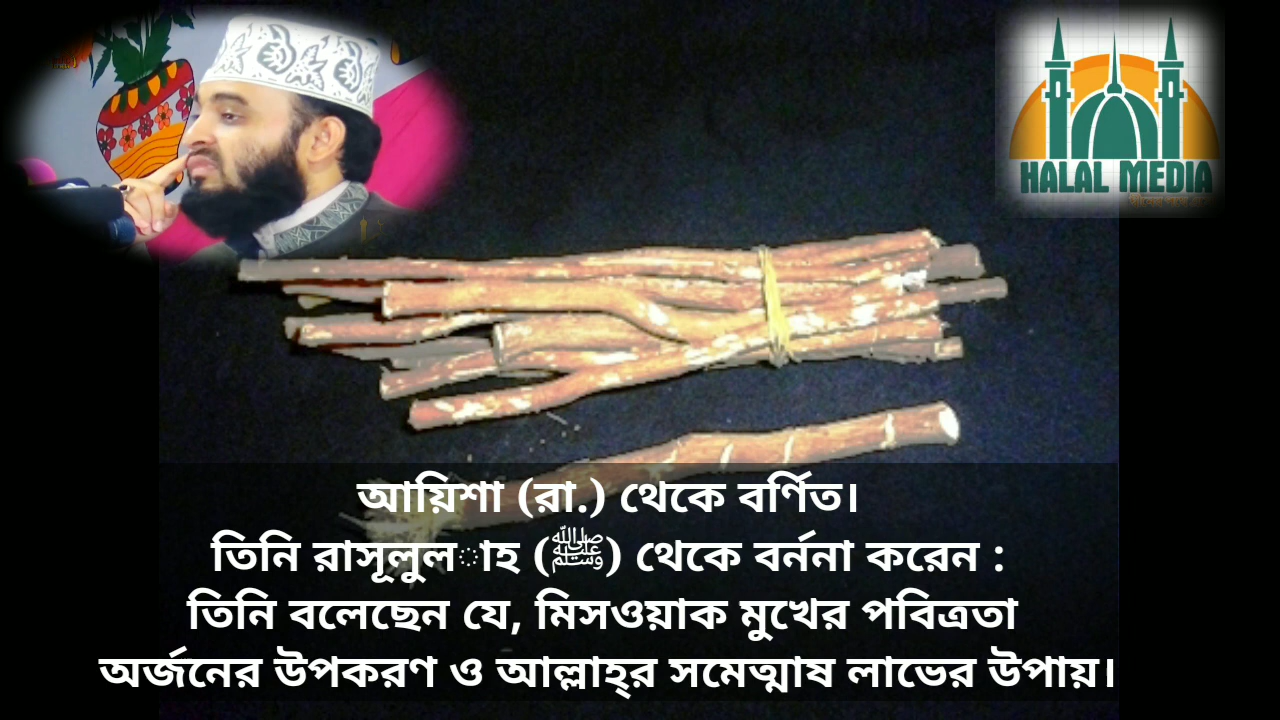 HALAL MEDIA
আয়িশা (রা.) থেকে বর্ণিত।
তিনি রাসূলুল​াহ (ﷺ) থেকে বর্ননা করেন :
তিনি বলেছেন যে, মিসওয়াক মুখের পবিত্রতা
অর্জনের উপকরণ ও আল্লাহ্‌র সমেত্মাষ লাভের উপায়।